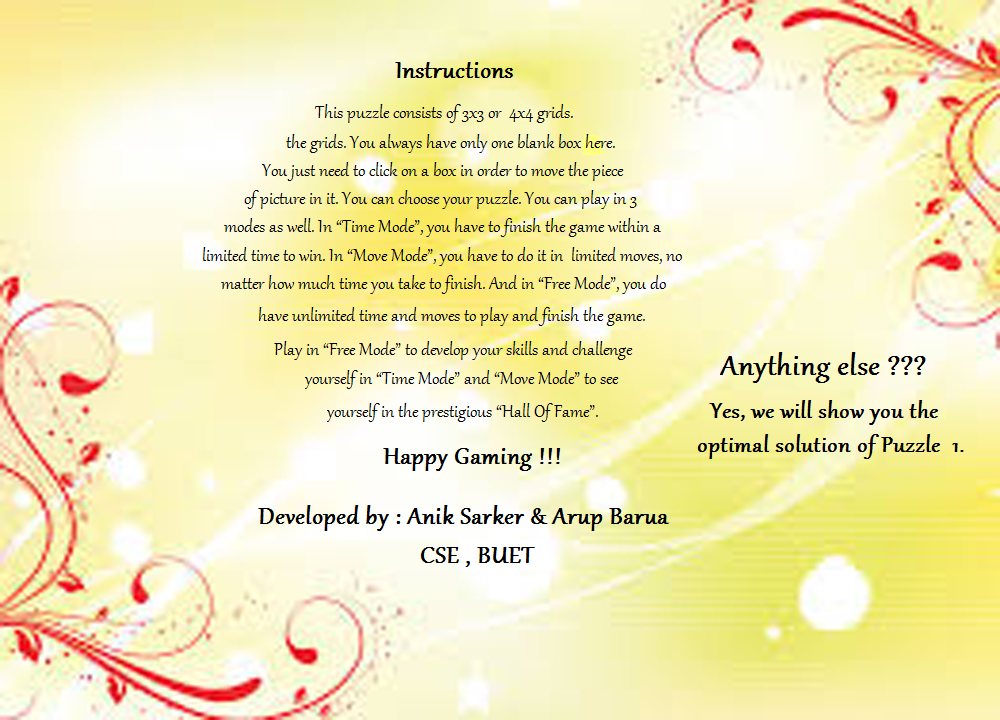 Instructions
This puzzle consists of 3x3 or 4x4 grids.
the grids. You always have only one blank box here.
You just need to click on a box in order to move the piece
of picture in it. You can choose your puzzle. You can play in 3
modes as well. In “Time Mode”, you have to finish the game within a
limited time to win. In “Move Mode”, you have to do it in limited moves, no
matter how much time you take to finish. And in “Free Mode”, you do
have unlimited time and moves to play and finish the game.
Play in “Free Mode” to develop your skills and challenge
yourself in “Time Mode” and “Move Mode” to see
yourself in the prestigious “Hall Of Fame”.
Happy Gaming !!!
Developed by : Anik Sarker & Arup Barua
CSE , BUET
Anything else ???
Yes, we will show you the
optimal solution of Puzzle 1.